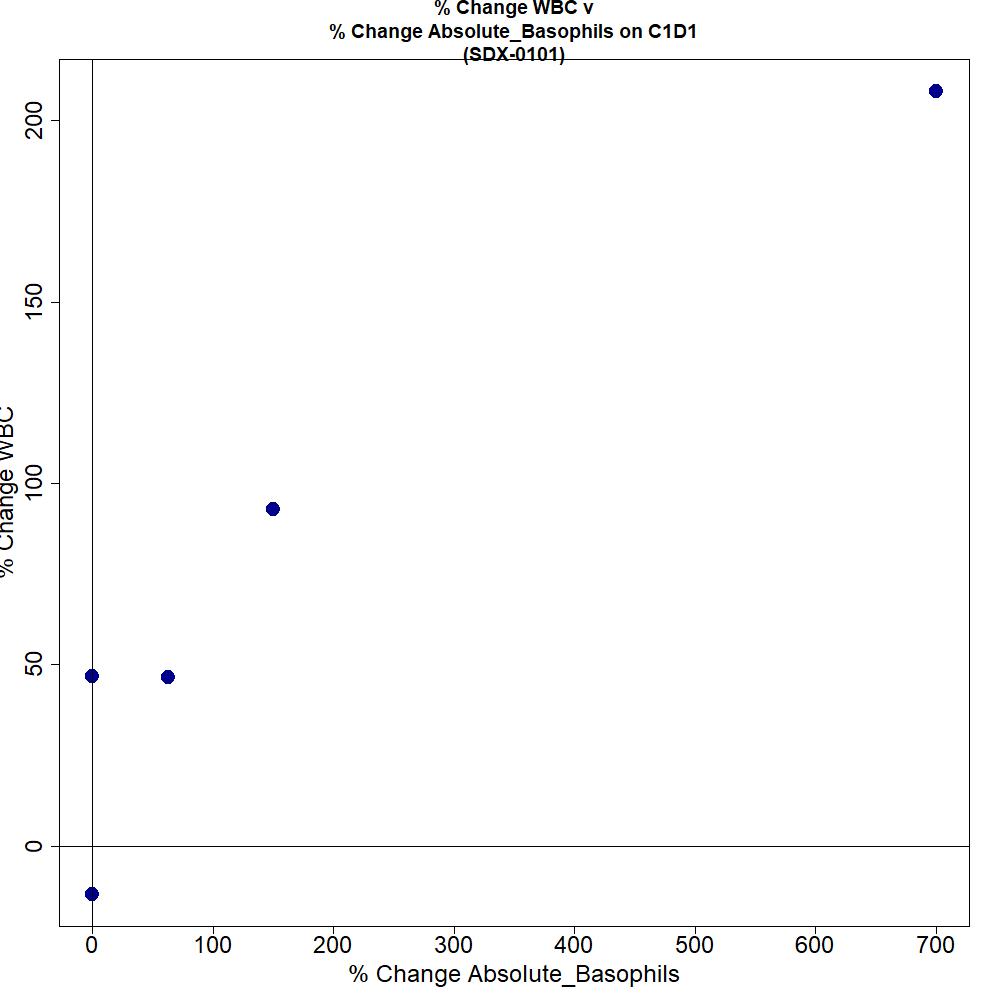 % Change WBC v
% Change Absolute_Basophils on C1D1
(SDX-0101)
% Change WBC
200
150
100
50
0
0 100 200 300 400 500 600 700
% Change Absolute_Basophils